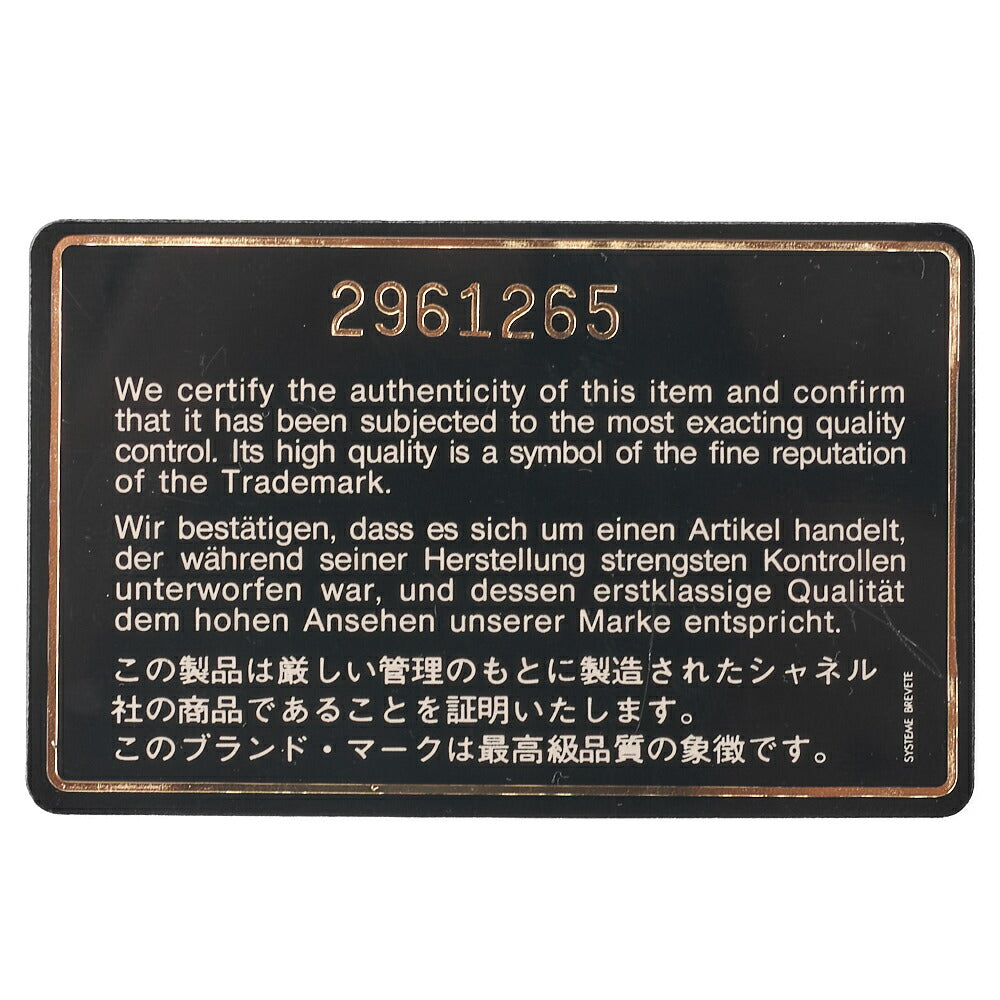 2961265
We certify the authenticity of this item and confirm
that it has been subjected to the most exacting quality
control. Its high quality is a symbol of the fine reputation
of the Trademark.
Wir bestätigen, dass es sich um einen Artikel handelt,
der während seiner Herstellung strengsten Kontrollen
unterworfen war, und dessen erstklassige Qualität
dem hohen Ansehen unserer Marke entspricht.
この製品は厳しい管理のもとに製造されたシャネル
社の商品であることを証明いたします。
このブランド・マークは最高級品質の象徴です。
SYSTEME BREVETE